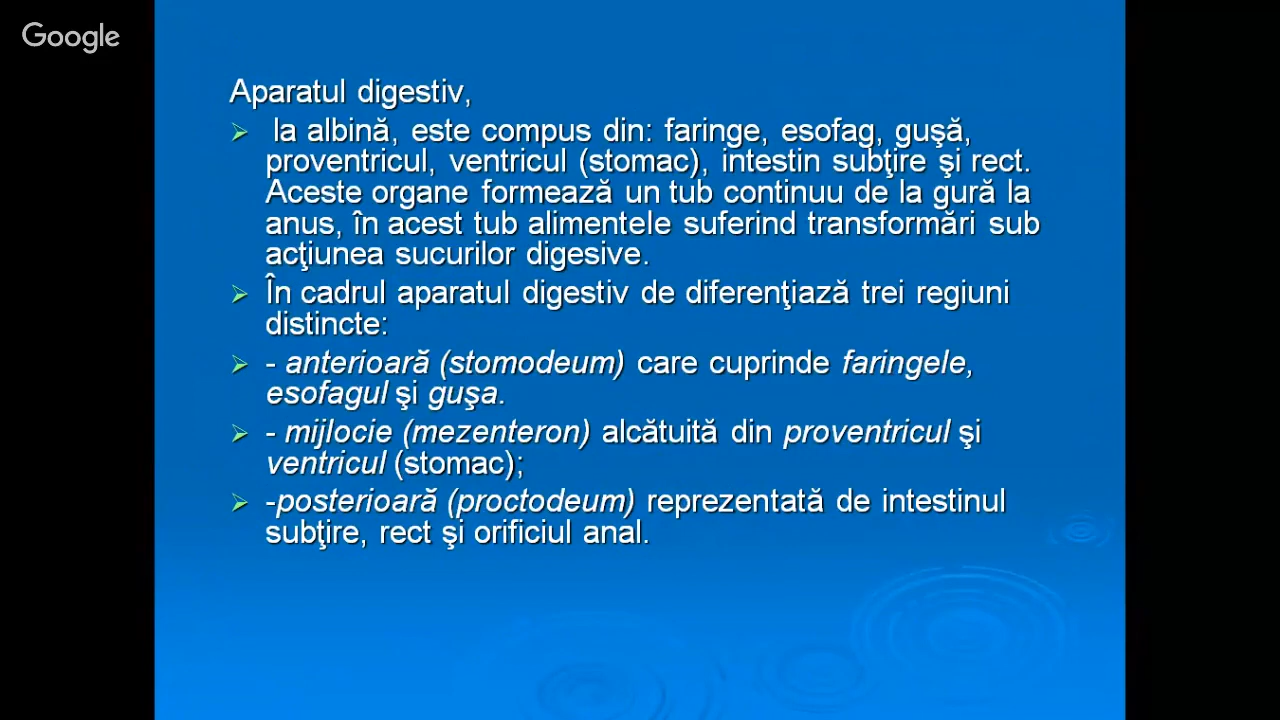 Google
Aparatul digestiv,
la albină, este compus din: faringe, esofag, guşă,
proventricul, ventricul (stomac), intestin subţire şi rect.
Aceste organe formează un tub continuu de la gură la
anus, în acest tub alimentele suferind transformări sub
acţiunea sucurilor digesive.
În cadrul aparatul digestiv de diferenţiază trei regiuni
distincte:
- anterioară (stomodeum) care cuprinde faringele,
esofagul şi guşa.
- mijlocie (mezenteron) alcătuită din proventricul şi
ventricul (stomac);
-posterioară (proctodeum) reprezentată de intestinul
subţire, rect şi orificiul anal.